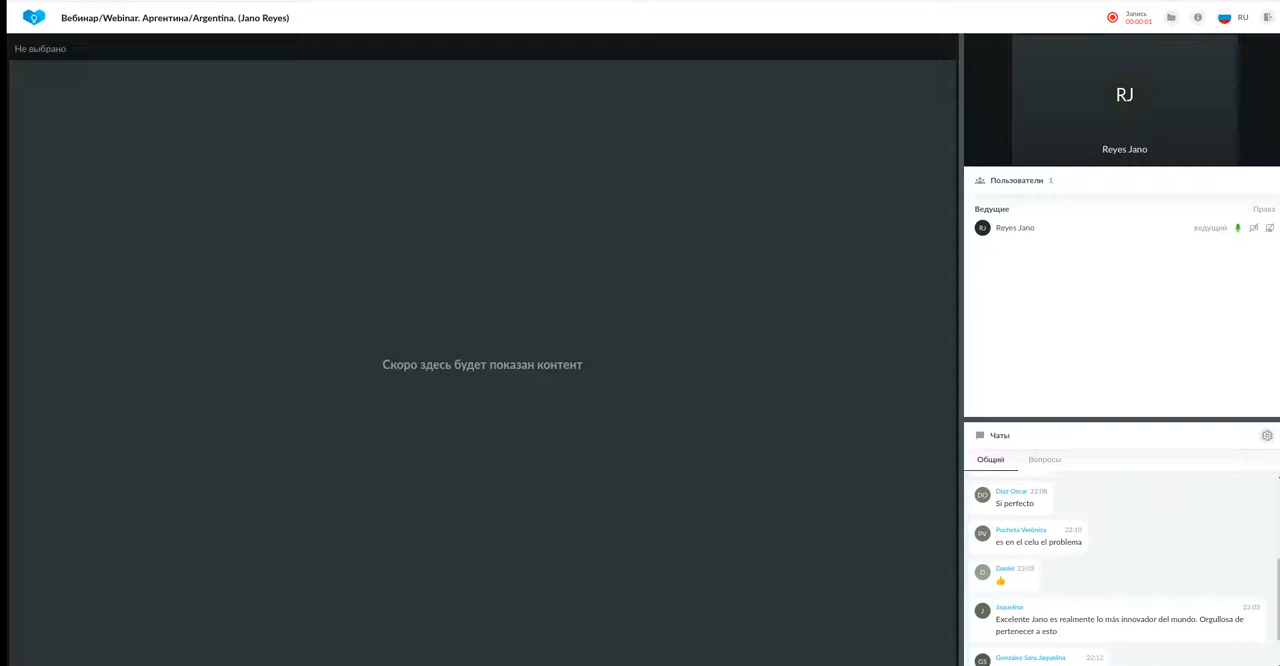 Вебинар/Webinar. Аргентина/Argentina. (Jano Reyes)
Запись
00:00:01
RU
Не выбрано
Скоро здесь будет показан контент
RJ
Reyes Jano
Пользователи 1
Ведущие
Права
RJ
Reyes Jano
ведущий
Чаты
Общий
Вопросы
DO
Diaz Oscar 22:08
Si perfecto
PV
Pucheta Verónica 22:10
es en el celu el problema
D
Daniel 23:03
👍
J
Jaquelina 22:03
Excelente Jano es realmente lo más innovador del mundo. Orgullosa de
pertenecer a esto
GS
Gonzalez Sara Jaquelina 22:12